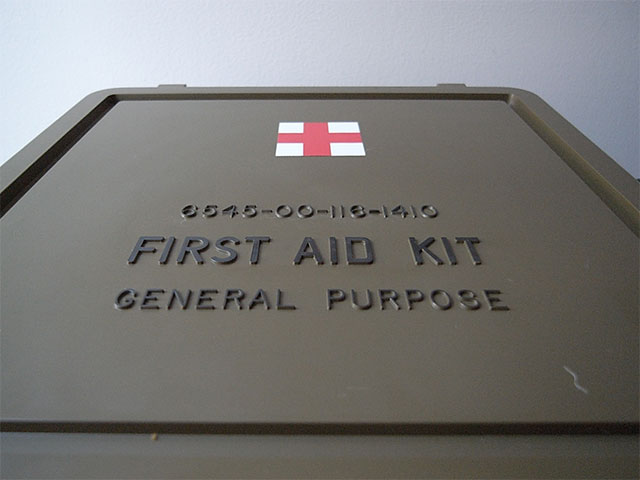 6545-00-116-1410
FIRST AID KIT
GENERAL PURPOSE